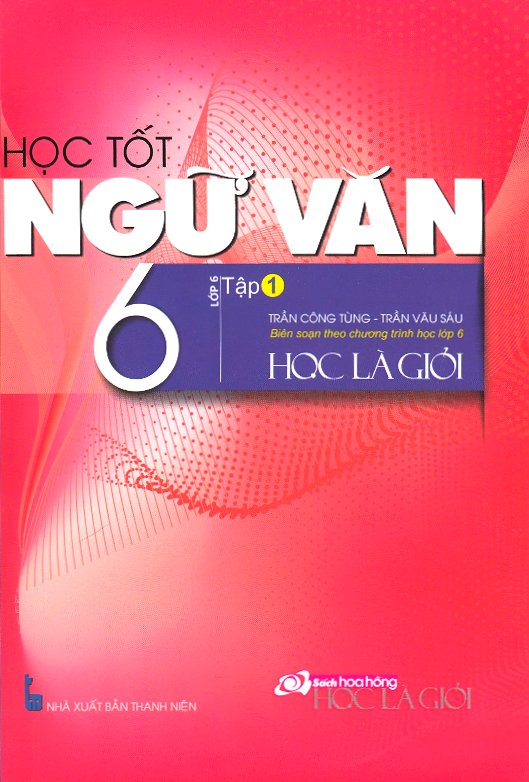 HỌC TỐT
NGỮ VĂN
6
LỚP 6
Tập 1
TRẦN CÔNG TÙNG - TRẦN VĂU SÁU
Biên soạn theo chương trình học lớp 6
HỌC LÀ GIỎI
Sách hoa hồng
HỌC LÀ GIỎI
NHÀ XUẤT BẢN THANH NIÊN